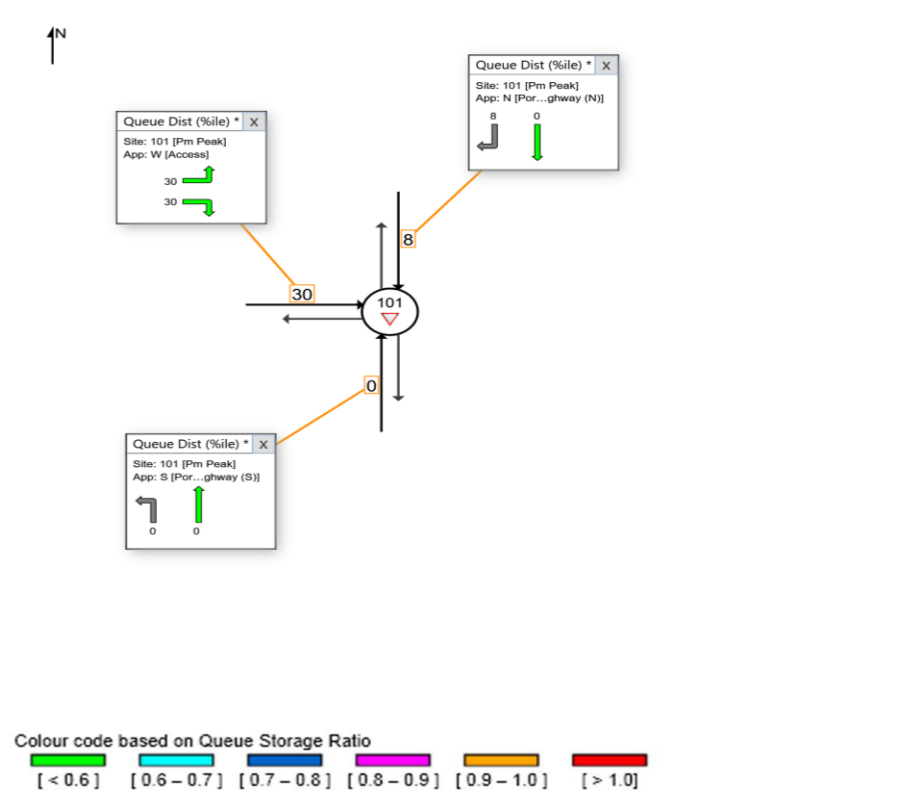 N
Queue Dist (%ile) * X
Site: 101 [Pm Peak]
App: N [Por...ghway (N)]
8 0
Queue Dist (%ile) * X
Site: 101 [Pm Peak]
App: W [Access]
30
30
8
30
101
0
Queue Dist (%ile) * X
Site: 101 [Pm Peak]
App: S [Por...ghway (S)]
0 0
Colour code based on Queue Storage Ratio
[ < 0.6 ] [ 0.6 – 0.7 ] [ 0.7 – 0.8 ] [ 0.8 – 0.9 ] [ 0.9 – 1.0 ] [ > 1.0]